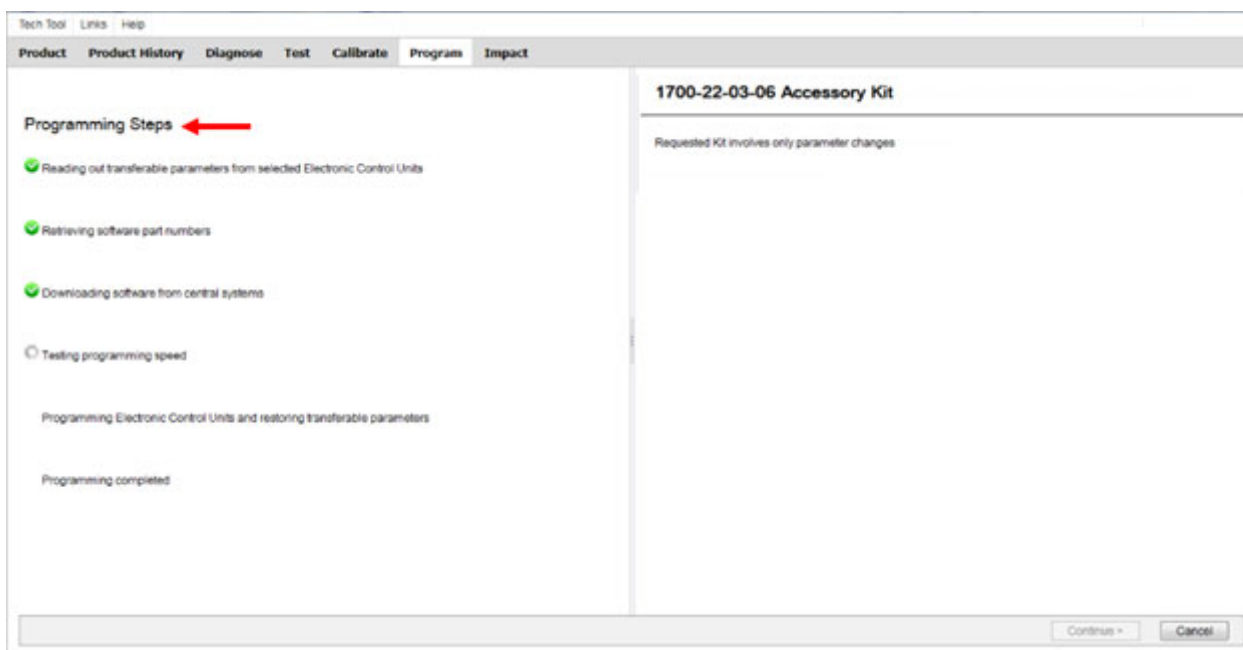 Tech Tool Links Help
Product Product History Diagnose Test Calibrate Program Impact
Programming Steps
Reading out transferable parameters from selected Electronic Control Units
Retrieving software part numbers
Downloading software from central systems
Testing programming speed
Programming Electronic Control Units and restoring transferable parameters
Programming completed
1700-22-03-06 Accessory Kit
Requested Kit involves only parameter changes
Continue »
Cancel